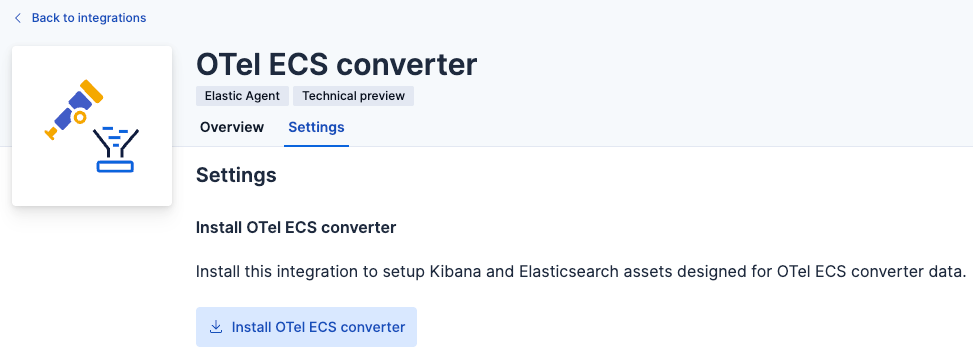 Back to integrations
OTel ECS converter
Elastic Agent Technical preview
Overview Settings
Settings
Install OTel ECS converter
Install this integration to setup Kibana and Elasticsearch assets designed for OTel ECS converter data.
Install OTel ECS converter